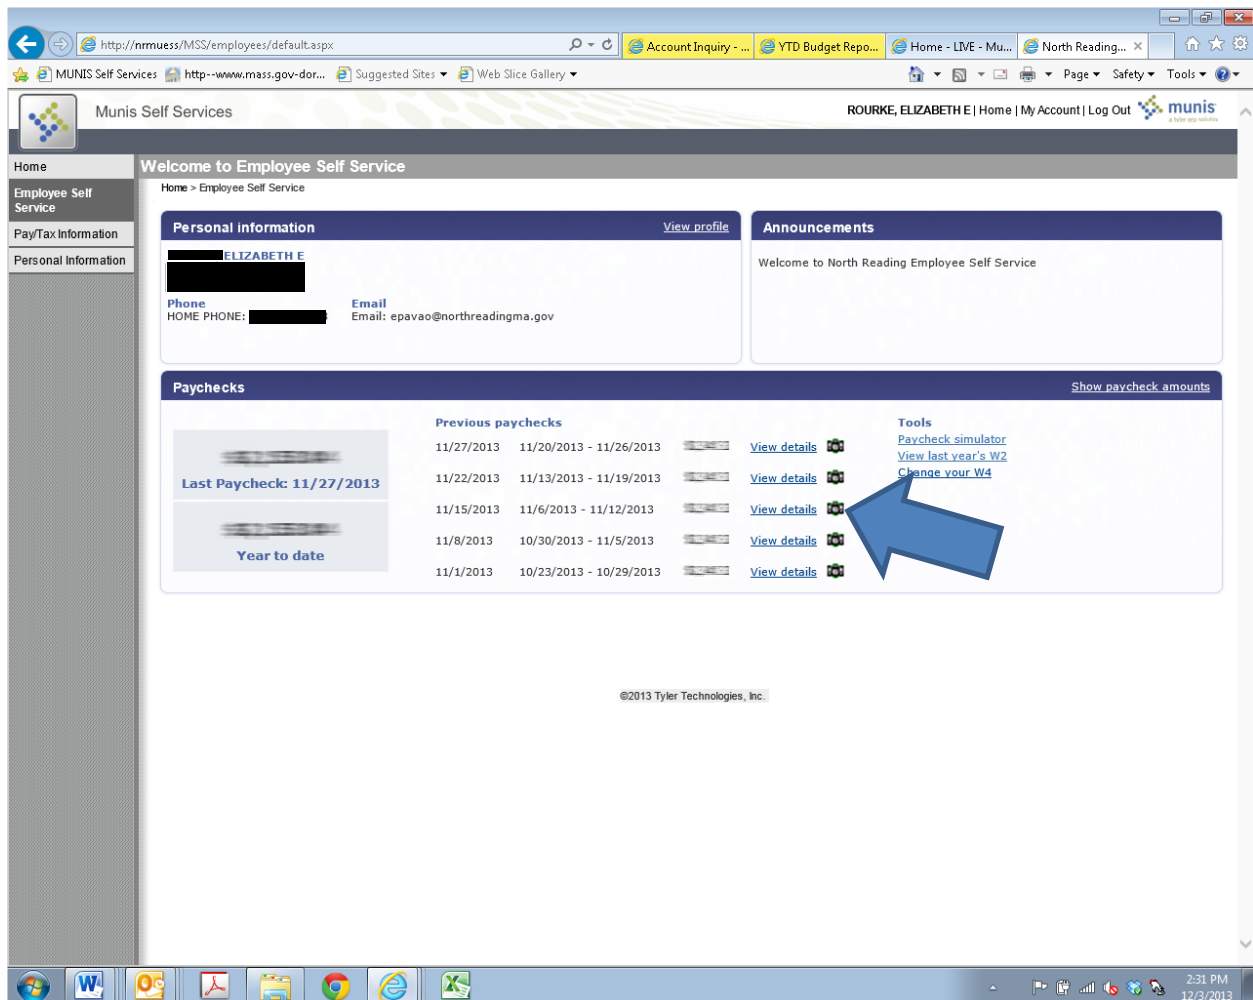 http://nrmuess/MSS/employees/default.aspx
Account Inquiry - ...
YTD Budget Repo...
Home - LIVE - Mu...
North Reading...
MUNIS Self Services
http--www.mass.gov-dor...
Suggested Sites
Web Slice Gallery
Page
Safety
Tools
Munis Self Services
ROURKE, ELIZABETH E | Home | My Account | Log Out
munis
Home
Welcome to Employee Self Service
Employee Self
Service
Home > Employee Self Service
Pay/Tax Information
Personal Information
Personal information
View profile
ELIZABETH E
Phone
Email
HOME PHONE:
Email: epavao@northreadingma.gov
Announcements
Welcome to North Reading Employee Self Service
Paychecks
Show paycheck amounts
Last Paycheck: 11/27/2013
Year to date
Previous paychecks
11/27/2013 11/20/2013 - 11/26/2013 View details
11/22/2013 11/13/2013 - 11/19/2013 View details
11/15/2013 11/6/2013 - 11/12/2013 View details
11/8/2013 10/30/2013 - 11/5/2013 View details
11/1/2013 10/23/2013 - 10/29/2013 View details
Tools
Paycheck simulator
View last year's W2
Change your W4
©2013 Tyler Technologies, Inc.
2:31 PM
12/3/2013